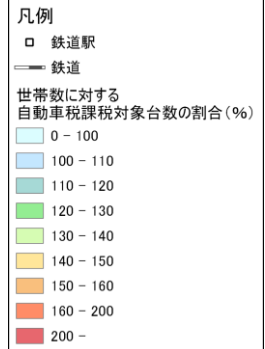 凡例
鉄道駅
鉄道
世帯数に対する
自動車税課税対象台数の割合(%)
0 - 100
100 - 110
110 - 120
120 - 130
130 - 140
140 - 150
150 - 160
160 - 200
200 -